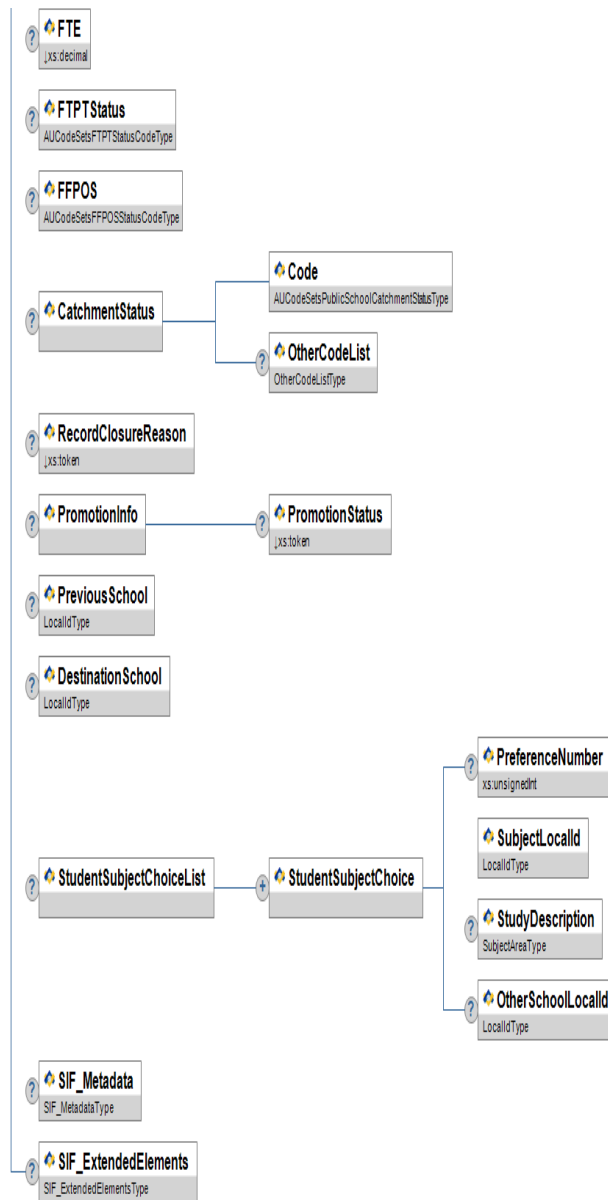 ? FTE
↓xs:decimal
? FTPTStatus
AUCodeSetsFTPTStatusCodeType
? FFPOS
AUCodeSetsFFPOSStatusCodeType
Code
AUCodeSetsPublicSchoolCatchmentStatusType
? CatchmentStatus
? OtherCodeList
OtherCodeListType
? RecordClosureReason
↓xs:token
? PromotionInfo
? PromotionStatus
↓xs:token
? PreviousSchool
LocalIdType
? DestinationSchool
LocalIdType
? PreferenceNumber
xs:unsignedInt
SubjectLocalId
LocalIdType
? StudentSubjectChoiceList
+ StudentSubjectChoice
? StudyDescription
SubjectAreaType
? OtherSchoolLocalId
LocalIdType
? SIF_Metadata
SIF_MetadataType
? SIF_ExtendedElements
SIF_ExtendedElementsType